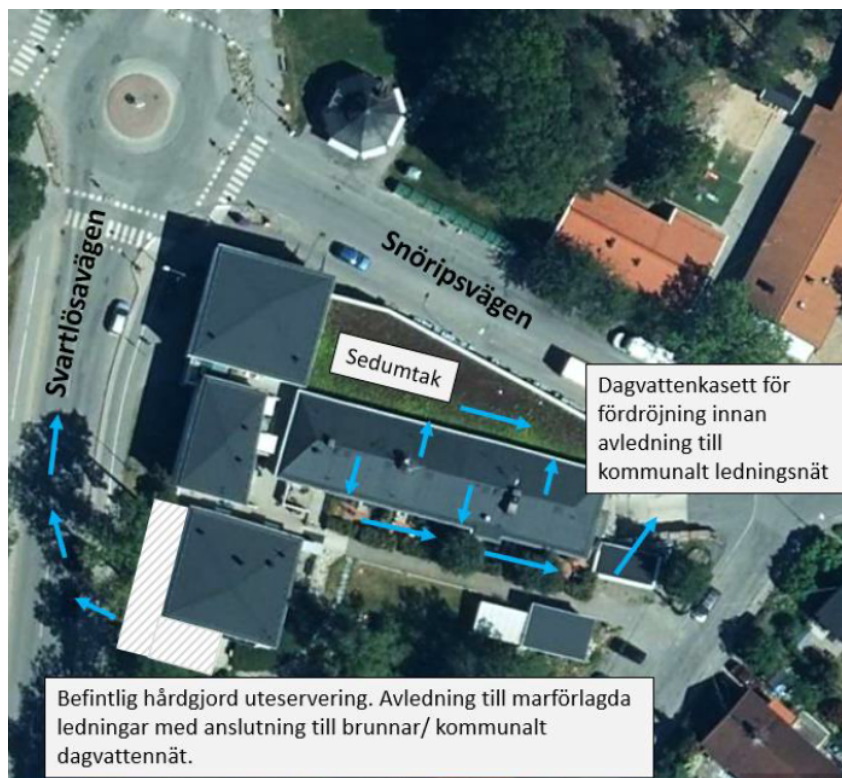 Svartlösavägen
Snöripsvägen
Sedumtak
Dagvattenkasett för
fördröjning innan
avledning till
kommunalt ledningsnät
Befintlig hårdgjord uteservering. Avledning till marförlagda
ledningar med anslutning till brunnar/ kommunalt
dagvattennät.